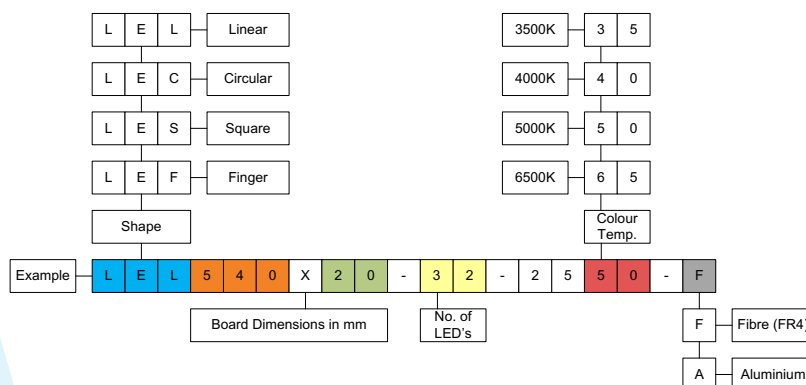 L E L Linear 3500K 3 5
L E C Circular 4000K 4 0
L E S Square 5000K 5 0
L E F Finger 6500K 6 5
Shape Colour
Temp.
Example L E L 5 4 0 X 2 0 - 3 2 - 2 5 5 0 - F
Board Dimensions in mm No. of
LED's
F Fibre (FR4)
A Aluminium